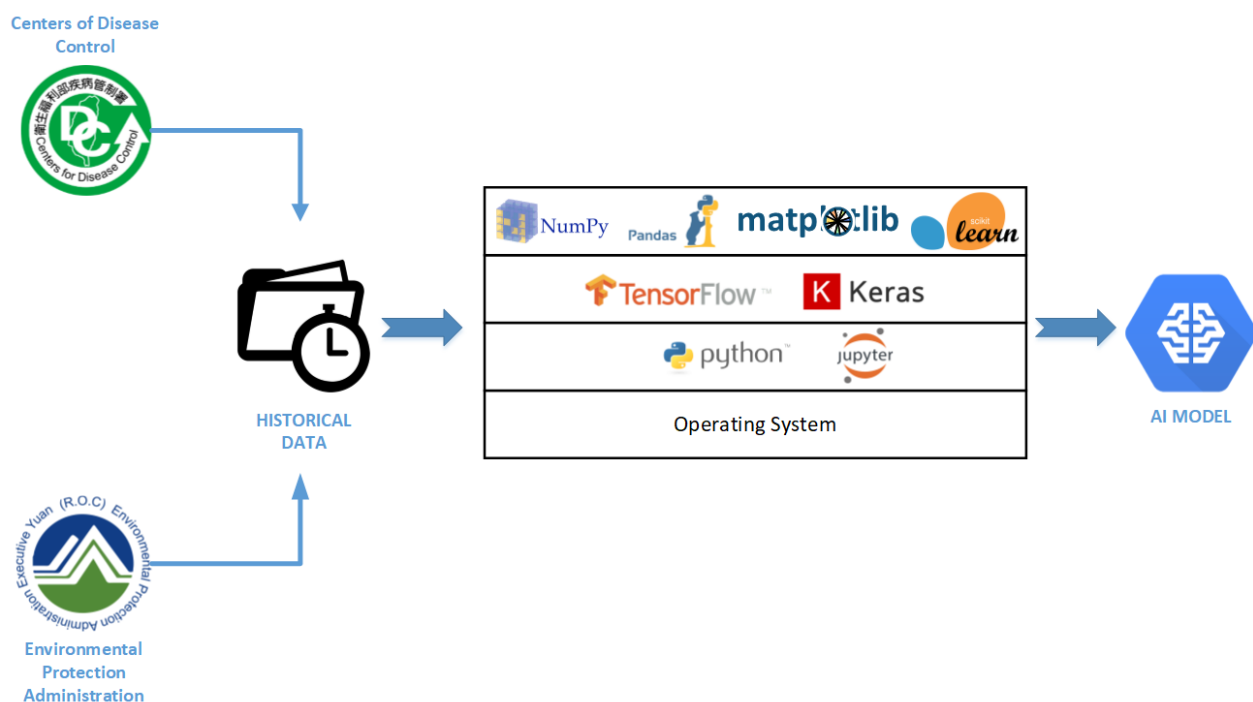 Centers of Disease
Control
衛生福利部疾病管制署
DC
Centers for Disease Control
HISTORICAL
DATA
Executive Yuan (R.O.C) Environmental Protection Administration
Environmental
Protection
Administration
NumPy
Pandas
matplotlib
scikit
learn
TensorFlow™
K Keras
python™
jupyter
Operating System
AI MODEL